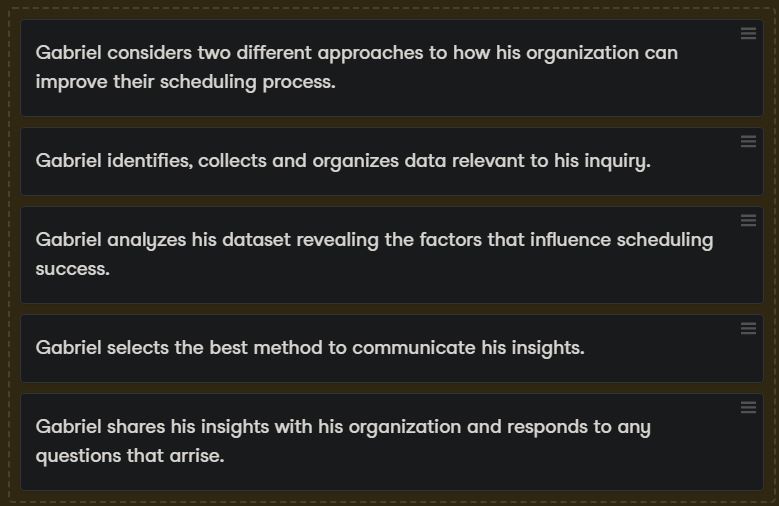 Gabriel considers two different approaches to how his organization can
improve their scheduling process.
Gabriel identifies, collects and organizes data relevant to his inquiry.
Gabriel analyzes his dataset revealing the factors that influence scheduling
success.
Gabriel selects the best method to communicate his insights.
Gabriel shares his insights with his organization and responds to any
questions that arrise.